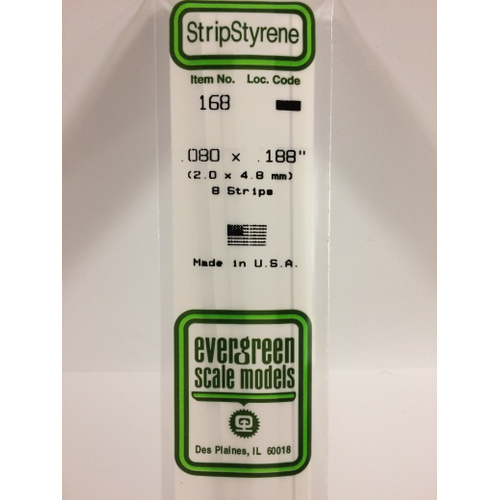 StripStyrene
Item No. Loc. Code
168
.080 x .188"
(2.0 x 4.8 mm)
8 Strips
Made in U.S.A.
evergreen
scale models
Des Plaines, IL 60018